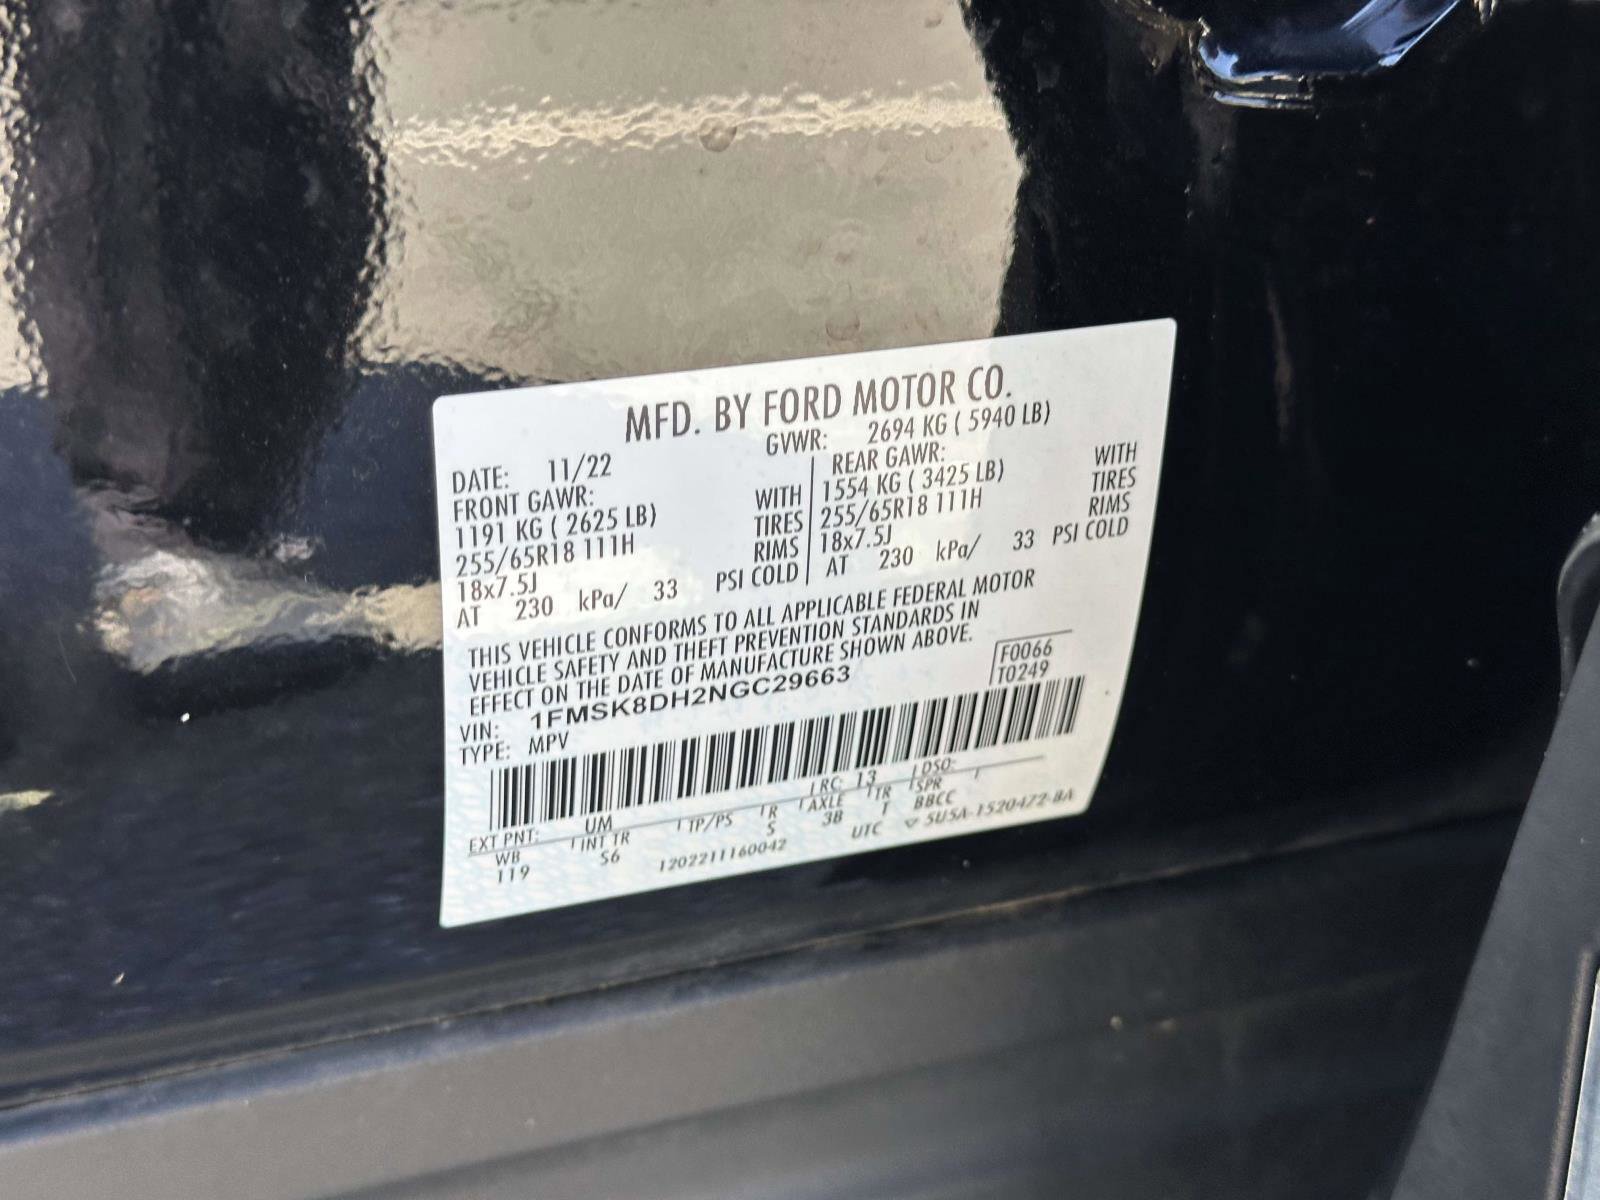 MFD. BY FORD MOTOR CO.
DATE: 11/22
GVWR: 2694 KG ( 5940 LB)
FRONT GAWR:
1191 KG ( 2625 LB) WITH
255/65R18 111H TIRES
18x7.5J RIMS
AT 230 kPa/ 33 PSI COLD
REAR GAWR:
1554 KG ( 3425 LB) WITH
255/65R18 111H TIRES
18x7.5J RIMS
AT 230 kPa/ 33 PSI COLD
THIS VEHICLE CONFORMS TO ALL APPLICABLE FEDERAL MOTOR
VEHICLE SAFETY AND THEFT PREVENTION STANDARDS IN
EFFECT ON THE DATE OF MANUFACTURE SHOWN ABOVE.
VIN: 1FMSK8DH2NGC29663
TYPE: MPV
F0066
T0249
EXT PNT: UM RC: 13 DSO:
WB INT TR TP/PS R AXLE TR SPR
119 S6 S 3B T BBCC
1202211160042 UTC ▽ 5U5A-1520472-BA